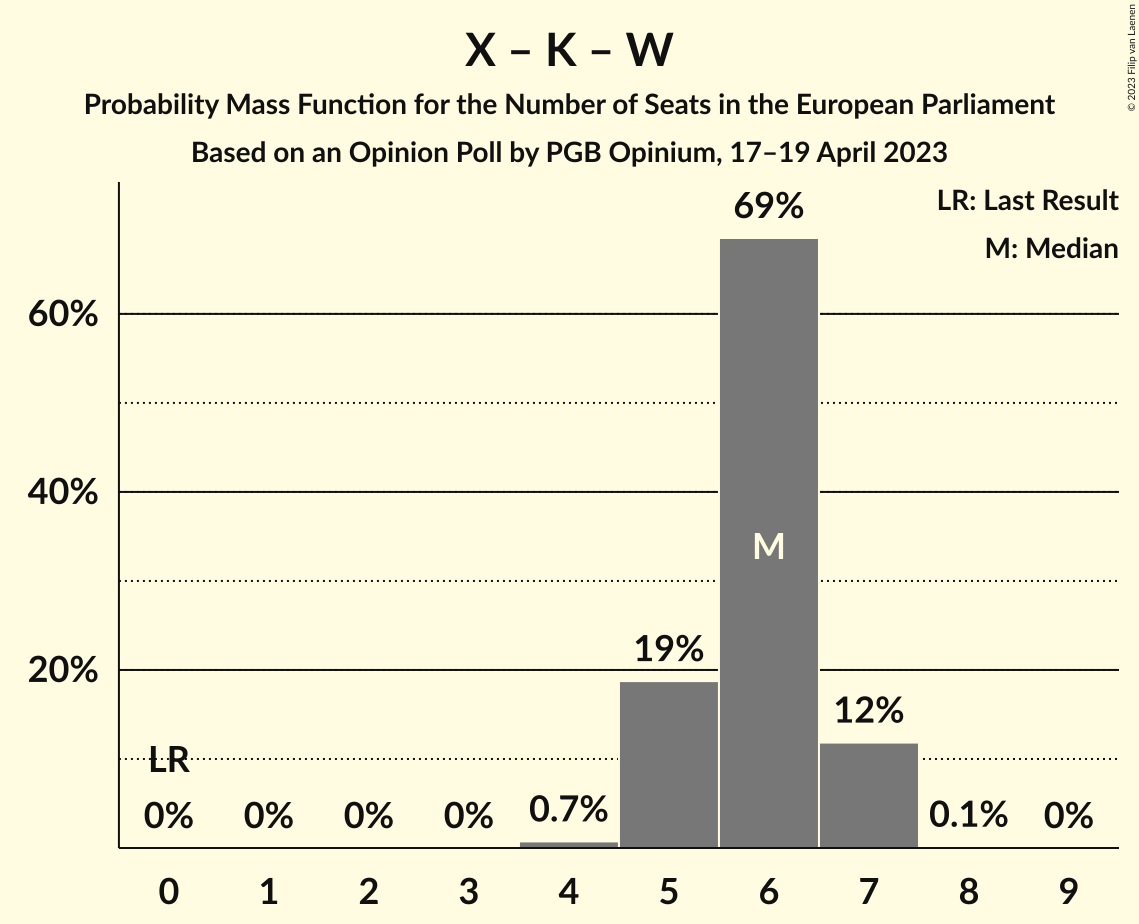 X – K – W
Probability Mass Function for the Number of Seats in the European Parliament
Based on an Opinion Poll by PGB Opinium, 17–19 April 2023
© 2023 Filip van Laenen
LR: Last Result
M: Median
69%
60%
40%
M
19%
20%
12%
LR
0% 0% 0% 0% 0.7% 0.1% 0%
0 1 2 3 4 5 6 7 8 9